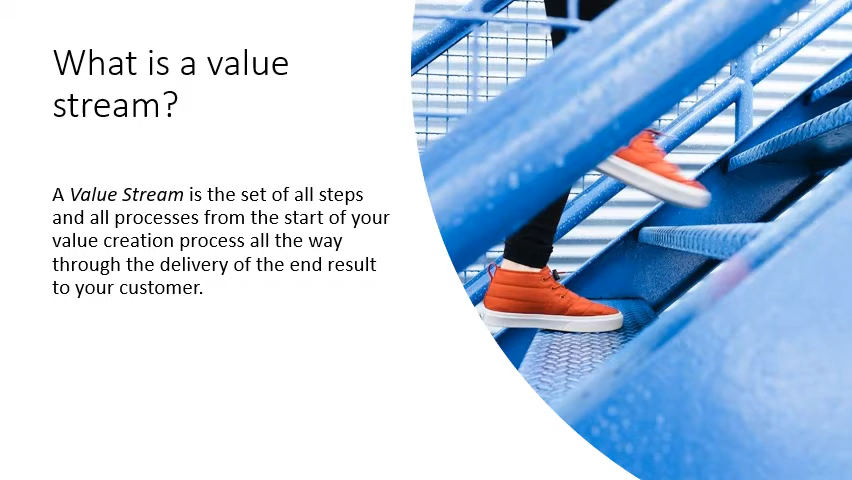 What is a value
stream?
A Value Stream is the set of all steps
and all processes from the start of your
value creation process all the way
through the delivery of the end result
to your customer.